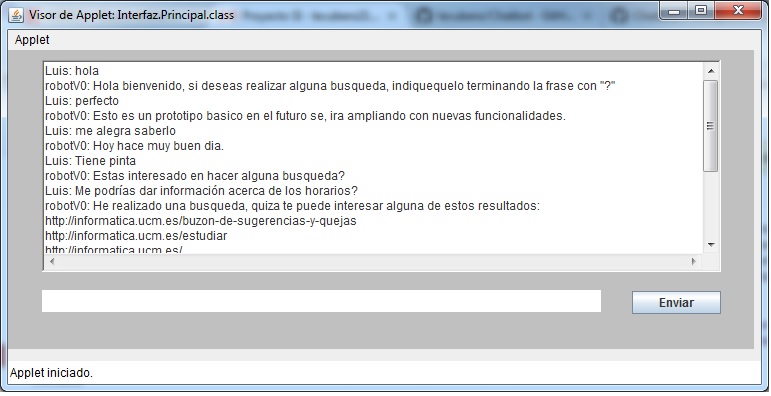 Visor de Applet: Interfaz.Principal.class
Applet
Luis: hola
robotV0: Hola bienvenido, si deseas realizar alguna busqueda, indiquequelo terminando la frase con "?"
Luis: perfecto
robotV0: Esto es un prototipo basico en el futuro se, ira ampliando con nuevas funcionalidades.
Luis: me alegra saberlo
robotV0: Hoy hace muy buen dia.
Luis: Tiene pinta
robotV0: Estas interesado en hacer alguna busqueda?
Luis: Me podrías dar información acerca de los horarios?
robotV0: He realizado una busqueda, quiza te puede interesar alguna de estos resultados:
http://informatica.ucm.es/buzon-de-sugerencias-y-quejas
http://informatica.ucm.es/estudiar
http://informatica.ucm.es/
Enviar
Applet iniciado.